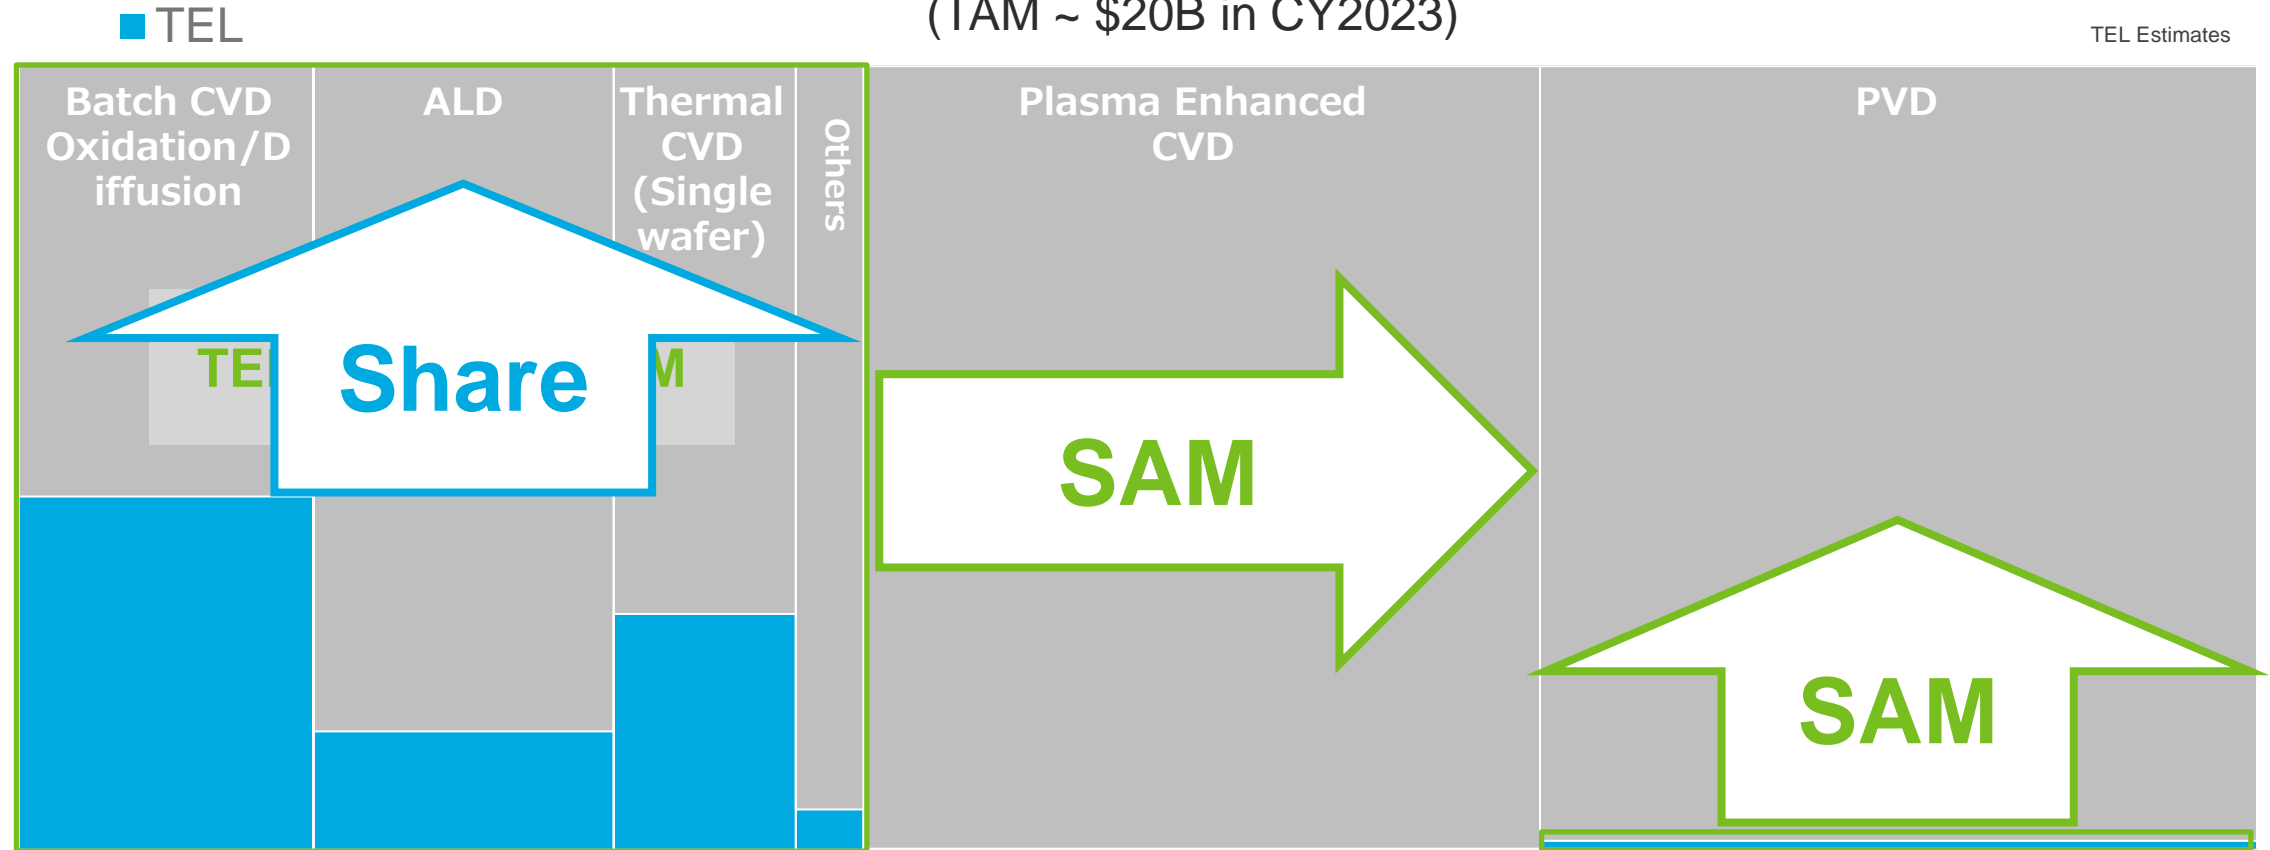 TEL
(TAM ~ $20B in CY2023)
TEL Estimates
Batch CVD
Oxidation/D
iffusion
ALD
Thermal
CVD
(Single
wafer)
Others
Plasma Enhanced
CVD
PVD
Share
SAM
SAM